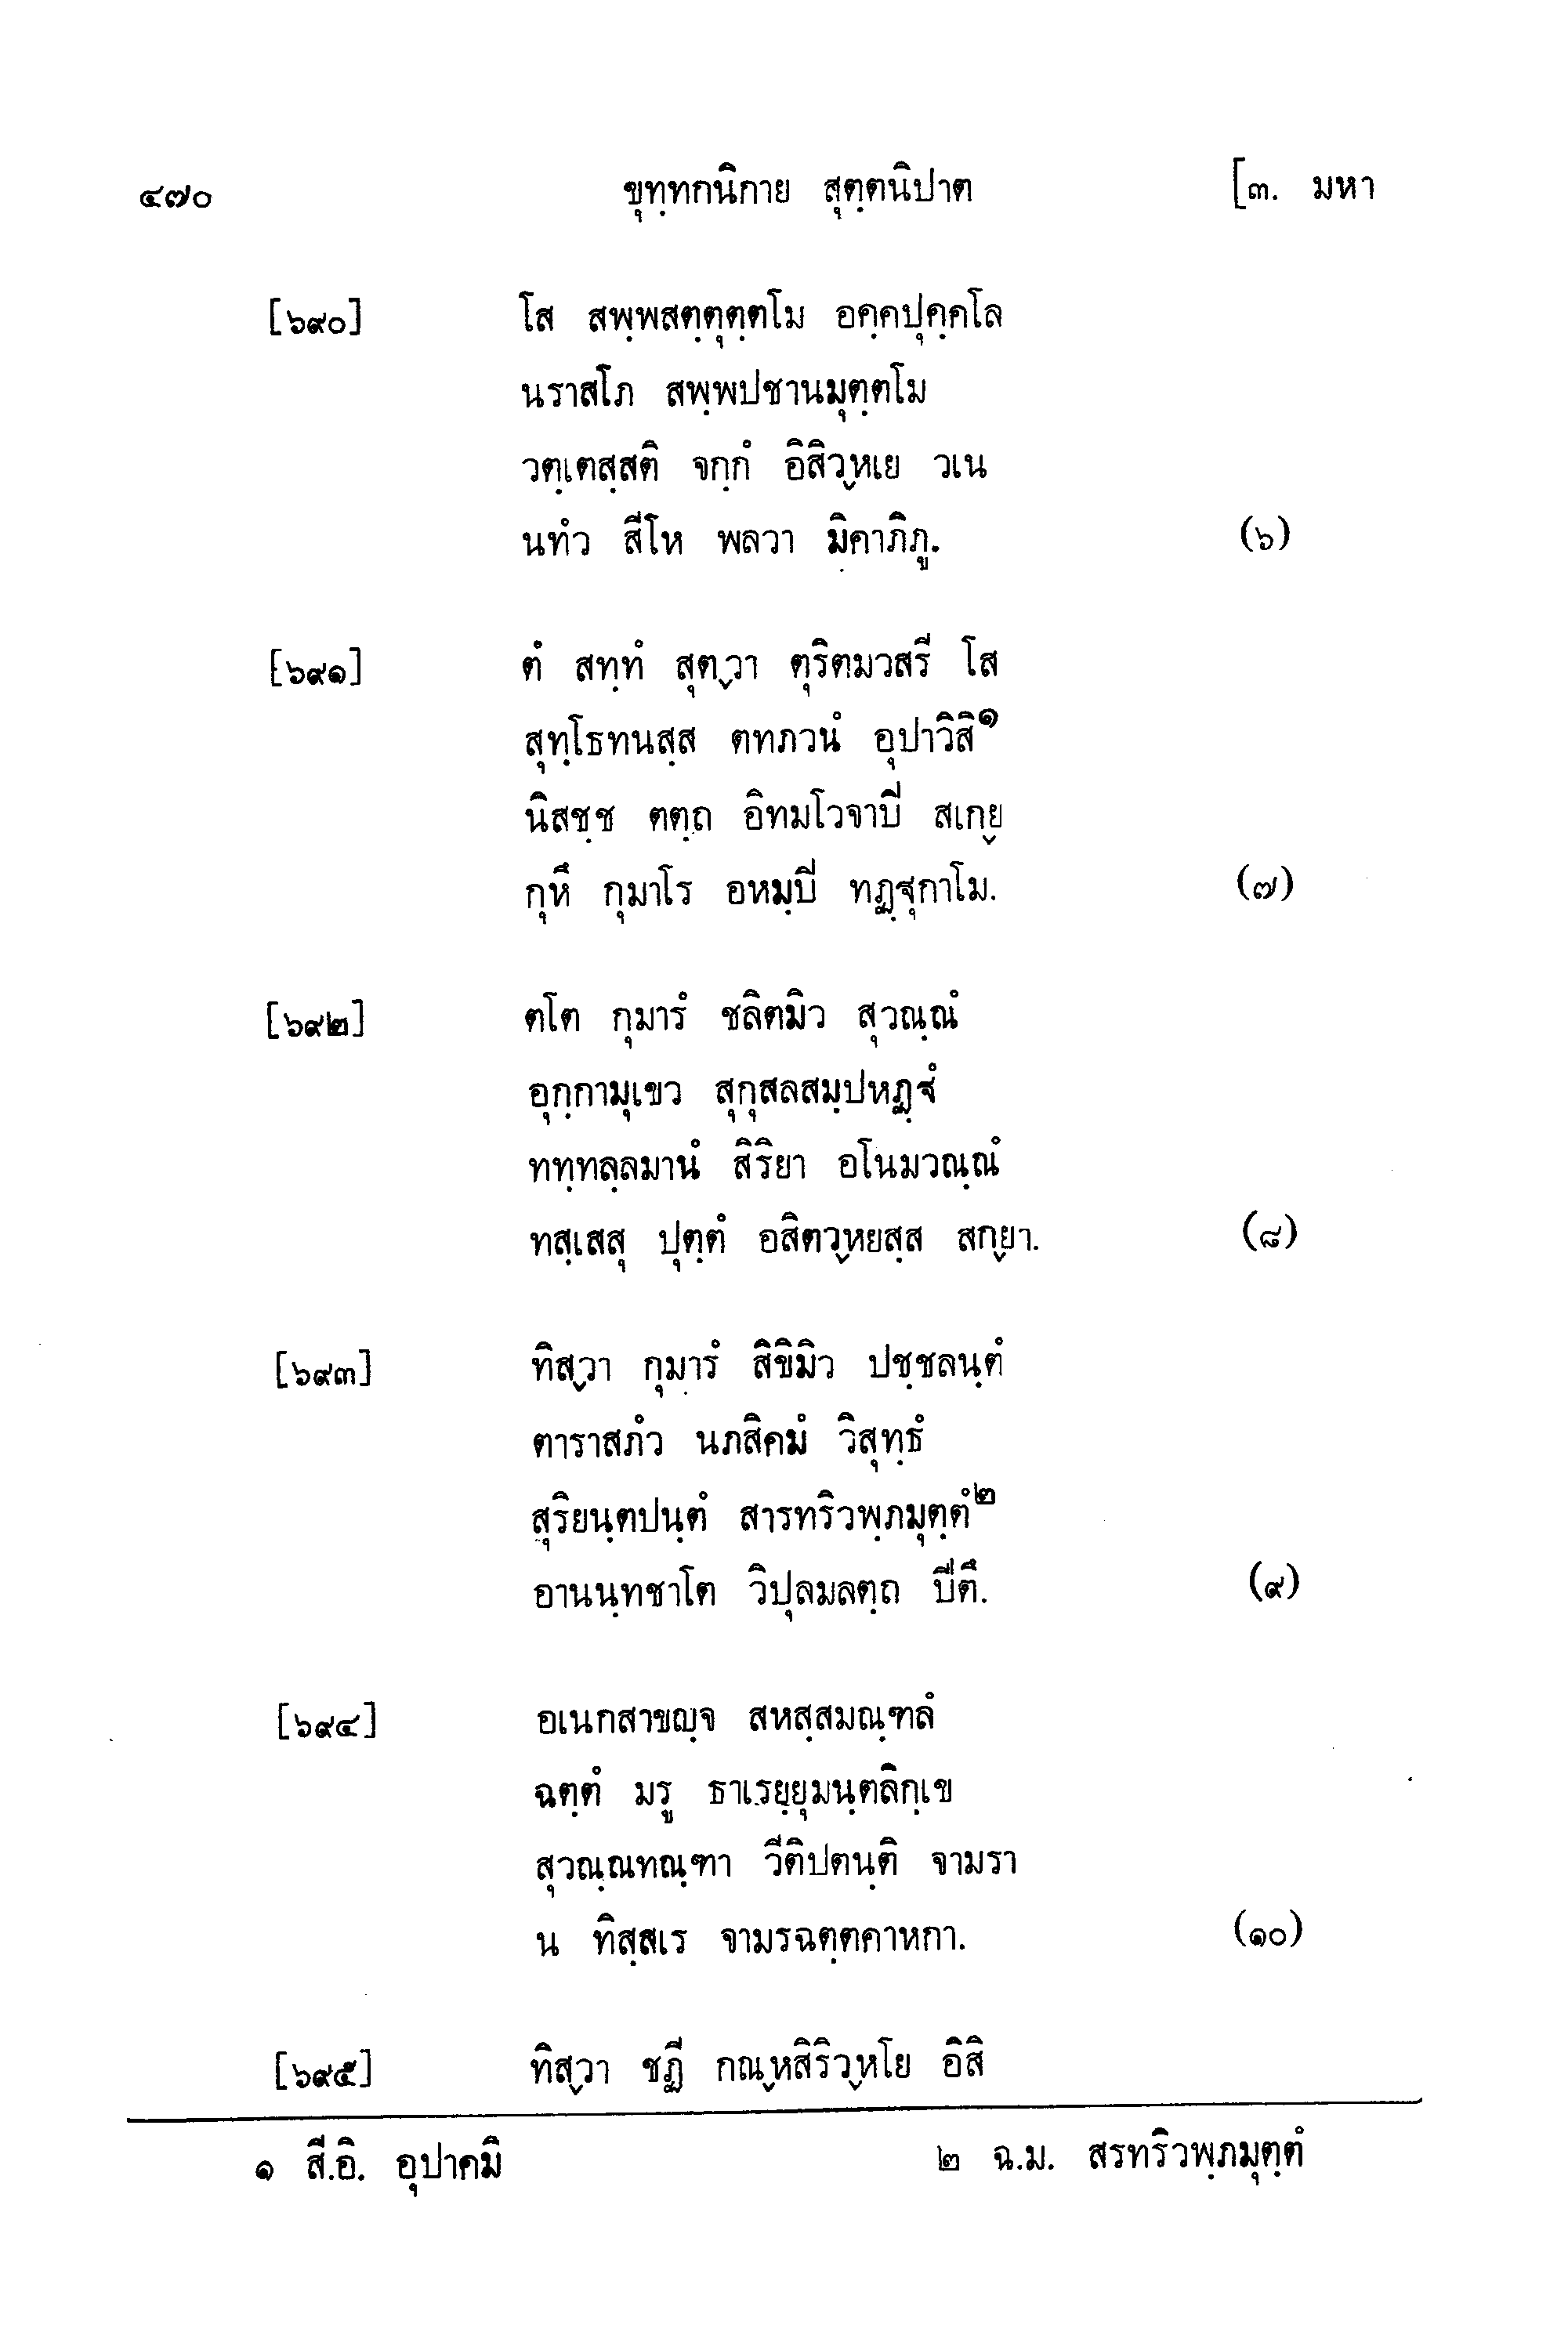 ๔๗๐ ขุทฺทกนิกาย สุตฺตนิปาต [๓. มหา
[๖๙๐] โส สพฺพสตฺตุตฺตโม อคฺคปุคฺคโล
นราสโภ สพฺพปชานมุตฺตโม
วตฺเตสฺสติ จกฺกํ อิสิวฺหเย วเน
นทํว สีโห พลวา มิคาภิภู. (๖)
[๖๙๑] ตํ สทฺทํ สุตฺวา ตุริตมวสรี โส
สุทฺโธทนสฺส ตทภวนํ อุปาวิสิ๑
นิสชฺช ตตฺถ อิทมโวจาปิ สเกฺย
กุหึ กุมาโร อหมฺปิ ทฏฺฐุกาโม. (๗)
[๖๙๒] ตโต กุมารํ ชลิตมิว สุวณฺณํ
อุกฺกามุเขว สุกุสลสมฺปหฏฺฐํ
ททฺทลฺลมานํ สิริยา อโนมวณฺณํ
ทสฺเสสุ ปุตฺตํ อสิตวฺหยสฺส สกฺยา. (๘)
[๖๙๓] ทิสฺวา กุมารํ สิขิมิว ปชฺชลนฺตํ
ตาราสภํว นภสิคมํ วิสุทฺธํ
สุริยนฺตปนฺตํ สารทริวพฺภมุตฺตํ๒
อานนฺทชาโต วิปุลมลตฺถ ปีตึ. (๙)
[๖๙๔] อเนกสาขญฺจ สหสฺสมณฺฑลํ
ฉตฺตํ มรู ธาเรยฺยุมนฺตลิกฺเข
สุวณฺณทณฺฑา วีติปตนฺติ จามรา
น ทิสฺสเร จามรฉตฺตคาหกา. (๑๐)
[๖๙๕] ทิสฺวา ชฏี กณฺหสิริวฺหโย อิสิ
๑ สี.อิ. อุปาคมิ ๒ ฉ.ม. สรทริวพฺภมุตฺตํ